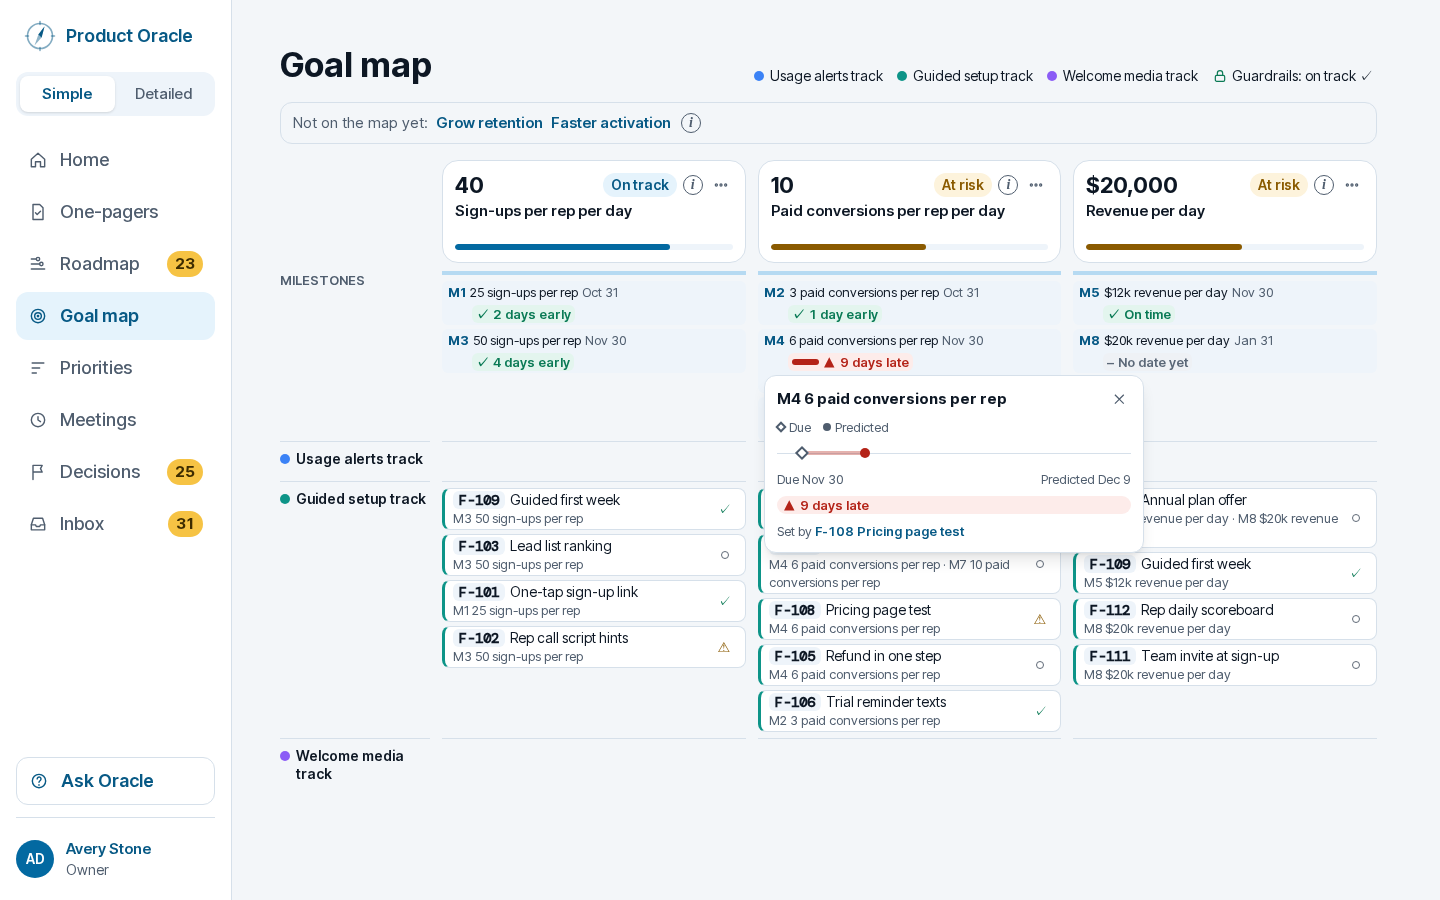 Product Oracle
Simple
Detailed
Home
One-pagers
Roadmap
23
Goal map
Priorities
Meetings
Decisions
25
Inbox
31
Ask Oracle
AD
Avery Stone
Owner
Goal map
Usage alerts track
Guided setup track
Welcome media track
Guardrails: on track ✓
Not on the map yet: Grow retention Faster activation i
40
On track
i
Sign-ups per rep per day
10
At risk
i
Paid conversions per rep per day
$20,000
At risk
i
Revenue per day
MILESTONES
M1 25 sign-ups per rep Oct 31
✓ 2 days early
M3 50 sign-ups per rep Nov 30
✓ 4 days early
M2 3 paid conversions per rep Oct 31
✓ 1 day early
M4 6 paid conversions per rep Nov 30
▲ 9 days late
M5 $12k revenue per day Nov 30
✓ On time
M8 $20k revenue per day Jan 31
– No date yet
M4 6 paid conversions per rep
Due
Predicted
Due Nov 30
Predicted Dec 9
▲ 9 days late
Set by F-108 Pricing page test
Usage alerts track
Guided setup track
F-109 Guided first week
M3 50 sign-ups per rep
F-103 Lead list ranking
M3 50 sign-ups per rep
F-101 One-tap sign-up link
M1 25 sign-ups per rep
F-102 Rep call script hints
M3 50 sign-ups per rep
M4 6 paid conversions per rep · M7 10 paid
conversions per rep
F-108 Pricing page test
M4 6 paid conversions per rep
F-105 Refund in one step
M4 6 paid conversions per rep
F-106 Trial reminder texts
M2 3 paid conversions per rep
Annual plan offer
per day · M8 $20k revenue
F-109 Guided first week
M5 $12k revenue per day
F-112 Rep daily scoreboard
M8 $20k revenue per day
F-111 Team invite at sign-up
M8 $20k revenue per day
Welcome media
track